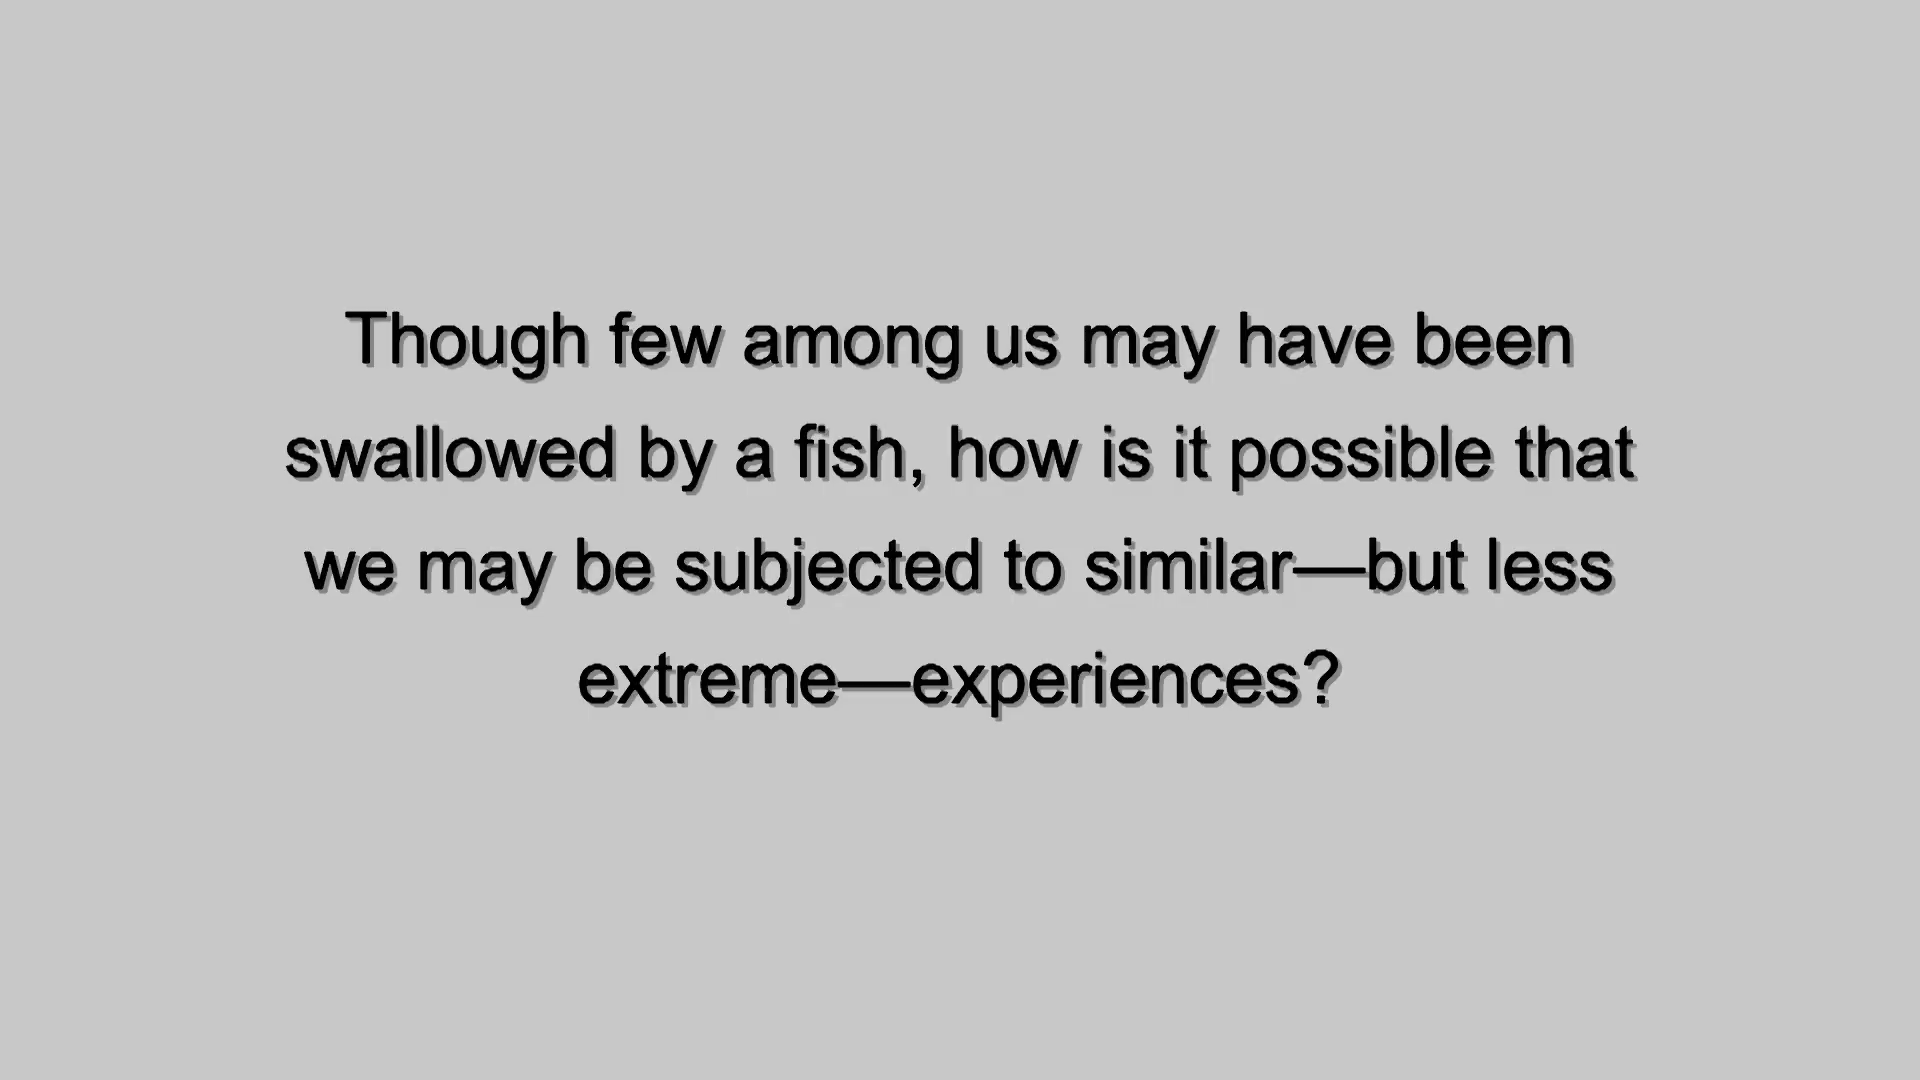 Though few among us may have been
swallowed by a fish, how is it possible that
we may be subjected to similar—but less
extreme—experiences?